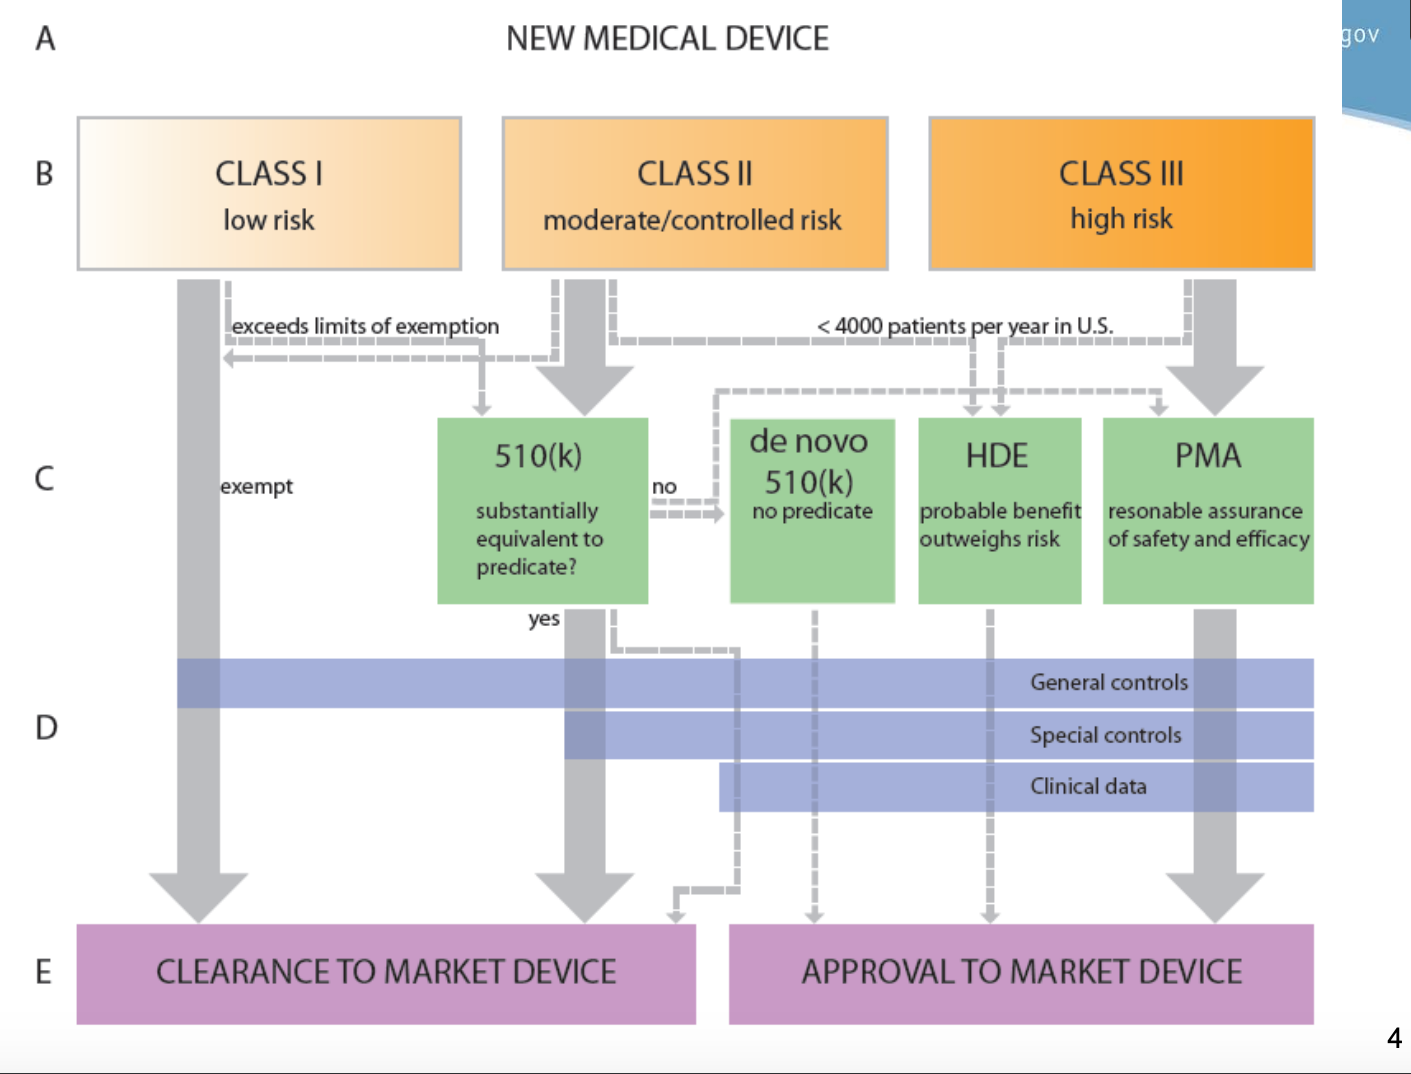 A
NEW MEDICAL DEVICE
gov
B
CLASS I
low risk
CLASS II
moderate/controlled risk
CLASS III
high risk
exceeds limits of exemption
< 4000 patients per year in U.S.
C
exempt
510(k)
substantially
equivalent to
predicate?
no
yes
de novo
510(k)
no predicate
HDE
probable benefit
outweighs risk
PMA
resonable assurance
of safety and efficacy
D
General controls
Special controls
Clinical data
E
CLEARANCE TO MARKET DEVICE
APPROVAL TO MARKET DEVICE
4